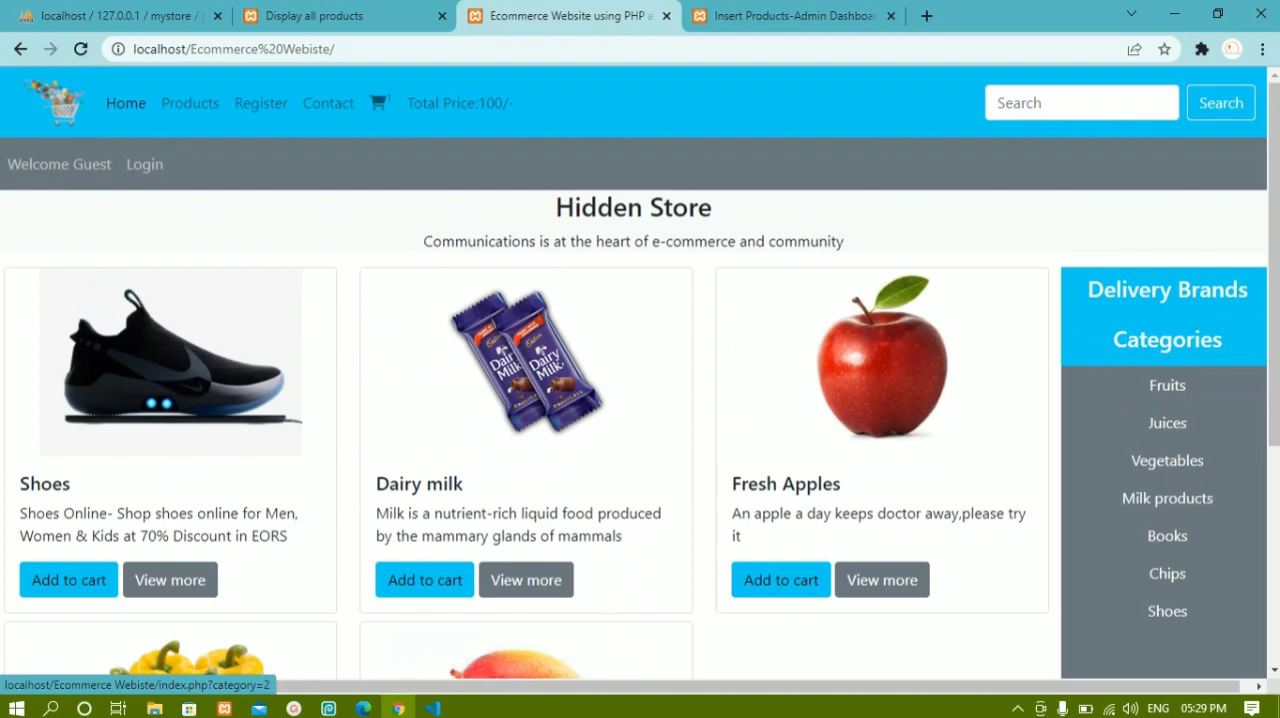 localhost / 127.0.0.1 / mystore / p
Display all products
Ecommerce Website using PHP a
Insert Products-Admin Dashboar
localhost/Ecommerce%20Webiste/
Home Products Register Contact 1 Total Price:100/- Search Search
Welcome Guest Login
Hidden Store
Communications is at the heart of e-commerce and community
Dairy Milk Dairy Milk
Shoes
Shoes Online- Shop shoes online for Men,
Women & Kids at 70% Discount in EORS
Add to cart View more
Dairy milk
Milk is a nutrient-rich liquid food produced
by the mammary glands of mammals
Add to cart View more
Fresh Apples
An apple a day keeps doctor away,please try
it
Add to cart View more
Delivery Brands
Categories
Fruits
Juices
Vegetables
Milk products
Books
Chips
Shoes
localhost/Ecommerce Webiste/index.php?category=2
ENG 05:29 PM